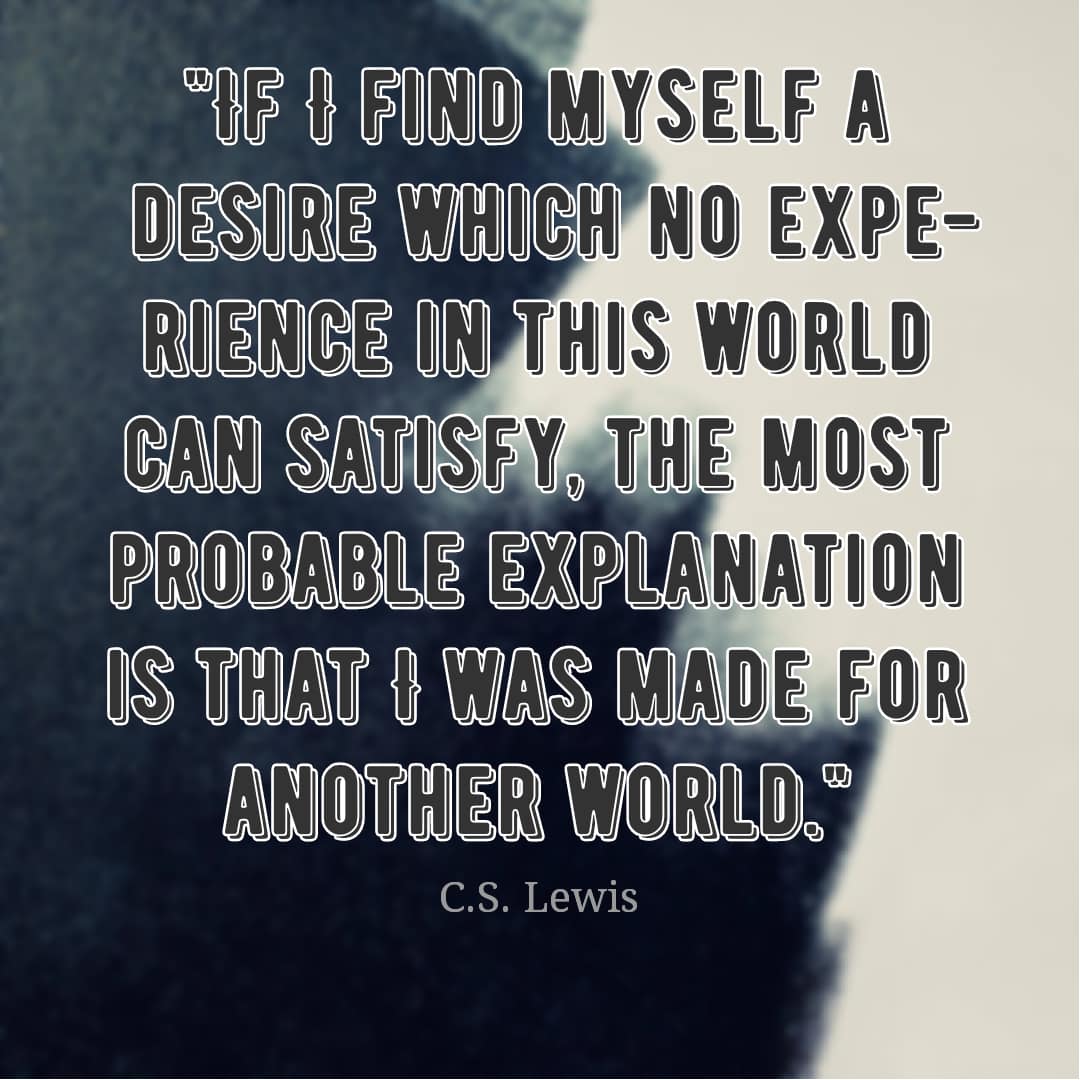 "IF I FIND MYSELF A
DESIRE WHICH NO EXPE-
RIENCE IN THIS WORLD
CAN SATISFY, THE MOST
PROBABLE EXPLANATION
IS THAT I WAS MADE FOR
ANOTHER WORLD."
C.S. Lewis